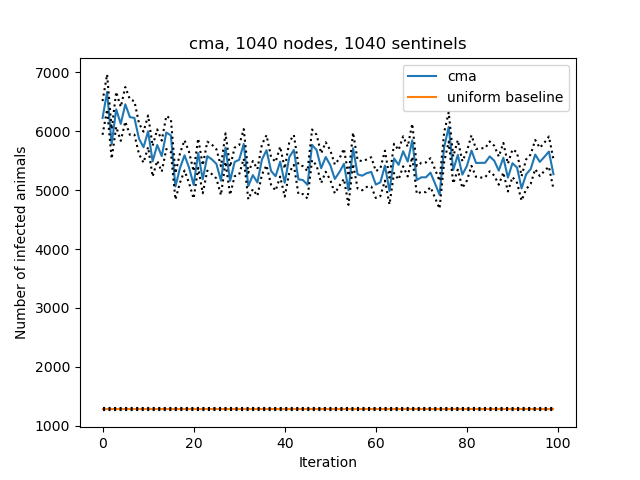 cma, 1040 nodes, 1040 sentinels
cma
uniform baseline
Number of infected animals
7000
6000
5000
4000
3000
2000
1000
0 20 40 60 80 100
Iteration